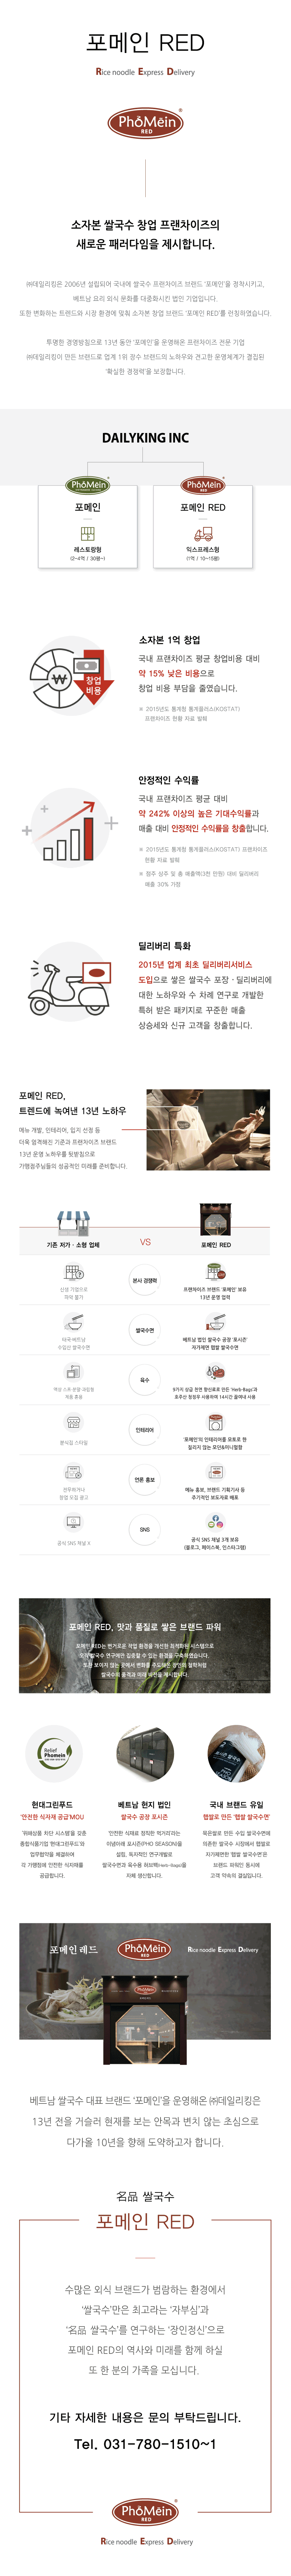 포메인 RED
Rice noodle Express Delivery
PhoMein
RED
소자본 쌀국수 창업 프랜차이즈의
새로운 패러다임을 제시합니다.
㈜데일리킹은 2006년 설립되어 국내에 쌀국수 프랜차이즈 브랜드 '포메인'을 정착시키고,
베트남 요리 외식 문화를 대중화시킨 법인 기업입니다.
또한 변화하는 트렌드와 시장 환경에 맞춰 소자본 창업 브랜드 '포메인 RED'를 런칭하였습니다.
투명한 경영방침으로 13년 동안 '포메인'을 운영해온 프랜차이즈 전문 기업
㈜데일리킹이 만든 브랜드로 업계 1위 장수 브랜드의 노하우와 견고한 운영체계가 결집된
'확실한 경쟁력'을 보장합니다.
DAILYKING INC
PhoMein
포메인
레스토랑형
(2~4억 / 30평~)
PhoMein
RED
포메인 RED
익스프레스형
(1억 / 10~15평)
창업
비용
소자본 1억 창업
국내 프랜차이즈 평균 창업비용 대비
약 15% 낮은 비용으로
창업 비용 부담을 줄였습니다.
※ 2015년도 통계청 통계플러스(KOSTAT)
프랜차이즈 현황 자료 발췌
안정적인 수익률
국내 프랜차이즈 평균 대비
약 242% 이상의 높은 기대수익률과
매출 대비 안정적인 수익률을 창출합니다.
※ 2015년도 통계청 통계플러스(KOSTAT) 프랜차이즈
현황 자료 발췌
※ 점주 상주 및 총 매출액(3천 만원) 대비 딜리버리
매출 30% 가정
딜리버리 특화
2015년 업계 최초 딜리버리서비스
도입으로 쌓은 쌀국수 포장·딜리버리에
대한 노하우와 수 차례 연구로 개발한
특허 받은 패키지로 꾸준한 매출
상승세와 신규 고객을 창출합니다.
포메인 RED,
트렌드에 녹여낸 13년 노하우
메뉴 개발, 인테리어, 입지 선정 등
더욱 엄격해진 기준과 프랜차이즈 브랜드
13년 운영 노하우를 뒷받침으로
가맹점주님들의 성공적인 미래를 준비합니다.
기존 저가·소형 업체
VS
포메인 RED
신생 기업으로
파악 불가
본사 경쟁력
프랜차이즈 브랜드 '포메인' 보유
13년 운영 업력
태국·베트남
수입산 쌀국수면
쌀국수면
베트남 법인 쌀국수 공장 '포시즌'
자가제면 햅쌀 쌀국수면
육수
9가지 상급 천연 향신료로 만든 'Herb-Bags'과
호주산 청정우 사용하여 14시간 끓여내 사용
분식집 스타일
인테리어
'포메인'의 인테리어를 모토로 한
질리지 않는 모던&미니멀함
전무하거나
창업 모집 광고
언론 홍보
메뉴 홍보, 브랜드 기획기사 등
주기적인 보도자료 배포
공식 SNS 채널 X
SNS
공식 SNS 채널 3개 보유
(블로그, 페이스북, 인스타그램)
포메인 RED, 맛과 품질로 쌓은 브랜드 파워
Relief
Phomein
현대그린푸드
'안전한 식자재 공급'MOU
'위해상품 차단 시스템'을 갖춘
종합식품기업 '현대그린푸드'와
업무협약을 체결하여
각 가맹점에 안전한 식자재를
공급합니다.
베트남 현지 법인
쌀국수 공장 포시즌
'안전한 식재료 정직한 먹거리'라는
이념아래 포시즌(PHO SEASON)을
설립, 독자적인 연구개발로
쌀국수면과 육수용 허브백(Herb-Bags)을
자체 생산합니다.
국내 브랜드 유일
햅쌀로 만든 '햅쌀 쌀국수면'
묵은쌀로 만든 수입 쌀국수면에
의존한 쌀국수 시장에서 햅쌀로
자가제면한 '햅쌀 쌀국수면'은
브랜드 파워인 동시에
고객 약속의 결실입니다.
포메인레드
PhoMein
RED
Rice noodle Express Delivery
베트남 쌀국수 대표 브랜드 '포메인'을 운영해온 ㈜데일리킹은
13년 전을 거슬러 현재를 보는 안목과 변치 않는 초심으로
다가올 10년을 향해 도약하고자 합니다.
名品 쌀국수
포메인 RED
수많은 외식 브랜드가 범람하는 환경에서
'쌀국수'만은 최고라는 '자부심'과
'名品 쌀국수'를 연구하는 '장인정신'으로
포메인 RED의 역사와 미래를 함께 하실
또 한 분의 가족을 모십니다.
기타 자세한 내용은 문의 부탁드립니다.
Tel. 031-780-1510~1
PhoMein
RED
Rice noodle Express Delivery